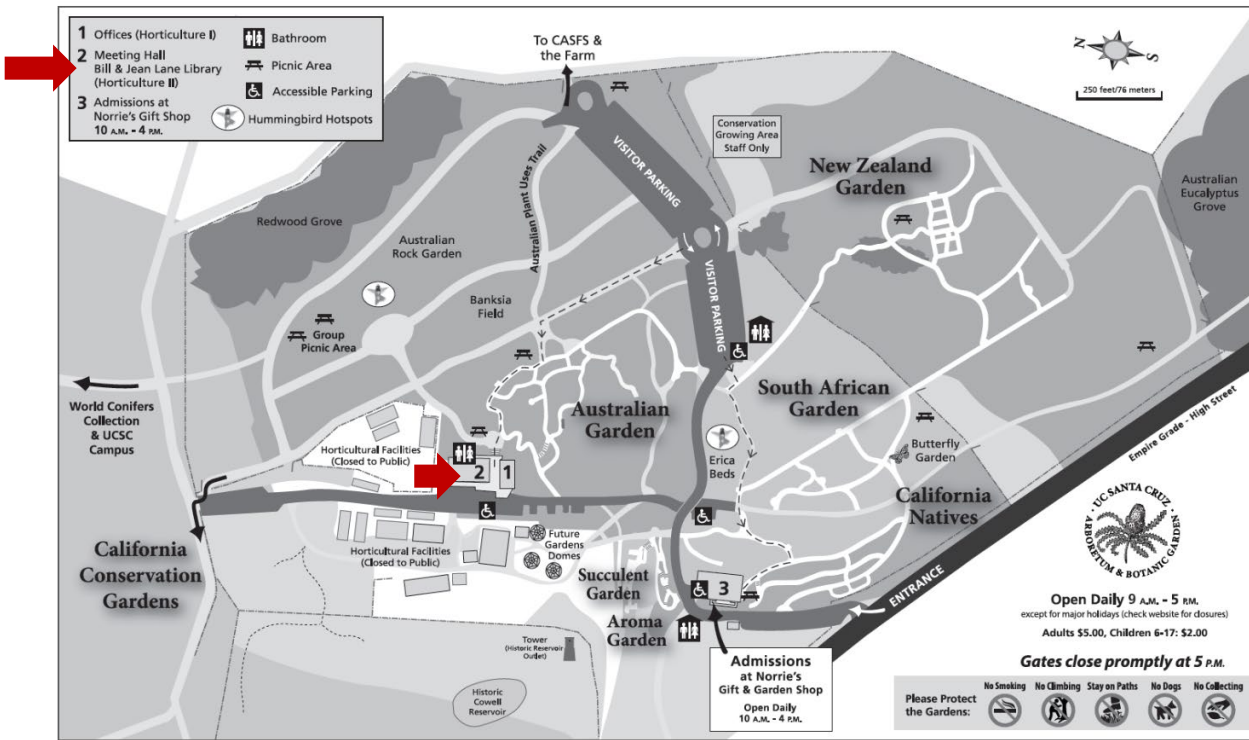 1 Offices (Horticulture I)
2 Meeting Hall
Bill & Jean Lane Library
(Horticulture II)
3 Admissions at
Norrie's Gift Shop
10 A.M. - 4 P.M.
Bathroom
Picnic Area
Accessible Parking
Hummingbird Hotspots
To CASFS &
the Farm
N
S
250 feet/76 meters
Conservation
Growing Area
Staff Only
VISITOR PARKING
New Zealand
Garden
Australian
Eucalyptus
Grove
Redwood Grove
Australian Plant Uses Trail
Australian
Rock Garden
Banksia
Field
VISITOR PARKING
Group
Picnic Area
World Conifers
Collection
& UCSC
Campus
Australian
Garden
South African
Garden
Empire Grade - High Street
Horticultural Facilities
(Closed to Public)
2
1
Erica
Beds
Butterfly
Garden
California
Natives
UC SANTA CRUZ
ARBORETUM & BOTANIC GARDEN
California
Conservation
Gardens
Horticultural Facilities
(Closed to Public)
Future
Gardens
Domes
Succulent
Garden
3
ENTRANCE
Aroma
Garden
Tower
(Historic Reservoir
Outlet)
Historic
Cowell
Reservoir
Admissions
at Norrie's
Gift & Garden Shop
Open Daily
10 A.M. - 4 P.M.
Open Daily 9 A.M. - 5 P.M.
except for major holidays (check website for closures)
Adults $5.00, Children 6-17: $2.00
Gates close promptly at 5 P.M.
Please Protect
the Gardens:
No Smoking
No Climbing
Stay on Paths
No Dogs
No Collecting